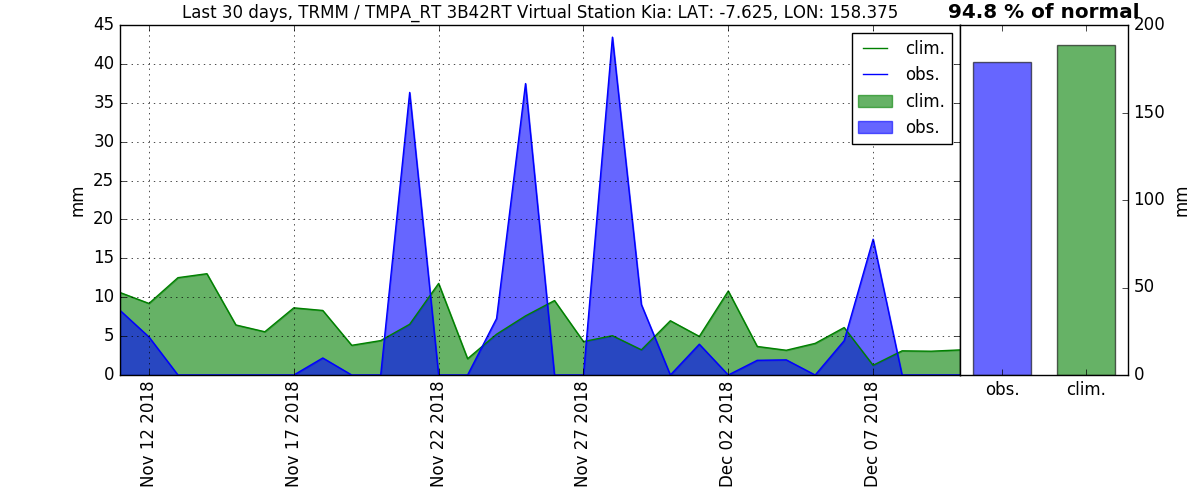 Last 30 days, TRMM / TMPA_RT 3B42RT Virtual Station Kia: LAT: -7.625, LON: 158.375
94.8 % of normal
45
40
35
30
25
20
15
10
5
0
mm
clim.
obs.
clim.
obs.
Nov 12 2018
Nov 17 2018
Nov 22 2018
Nov 27 2018
Dec 02 2018
Dec 07 2018
200
150
100
50
0
mm
obs.
clim.